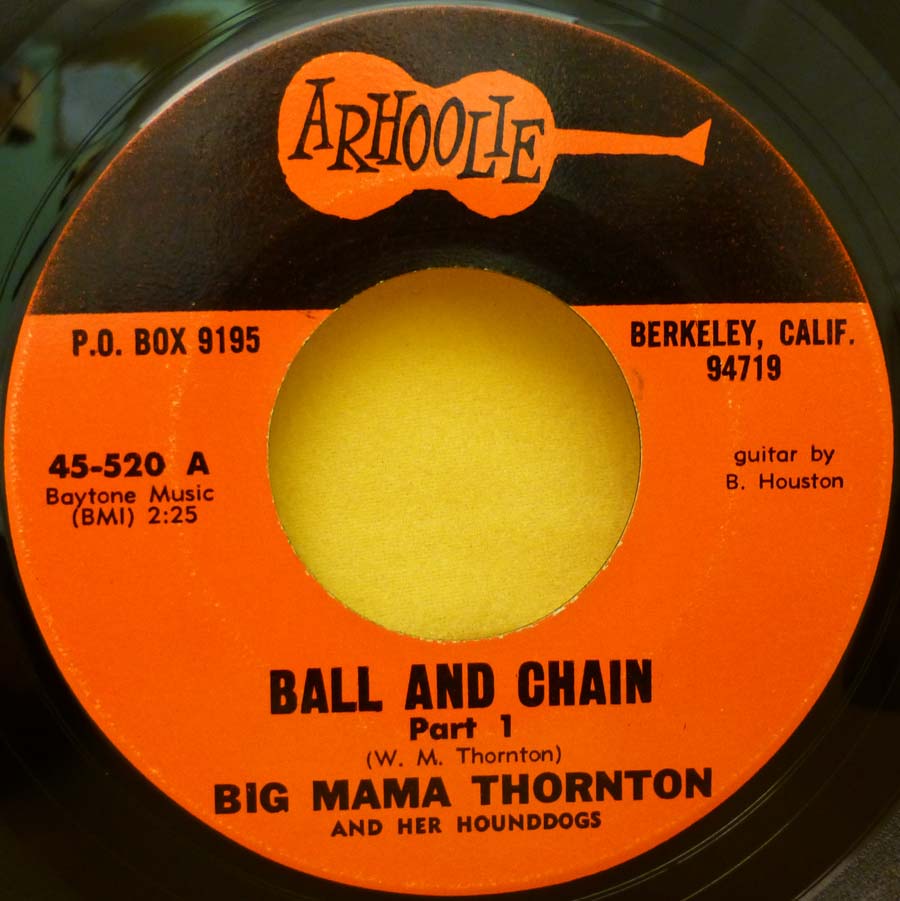 ARHOOLIE
P.O. BOX 9195
BERKELEY, CALIF.
94719
45-520 A
Baytone Music
(BMI) 2:25
guitar by
B. Houston
BALL AND CHAIN
Part 1
(W. M. Thornton)
BIG MAMA THORNTON
AND HER HOUNDDOGS